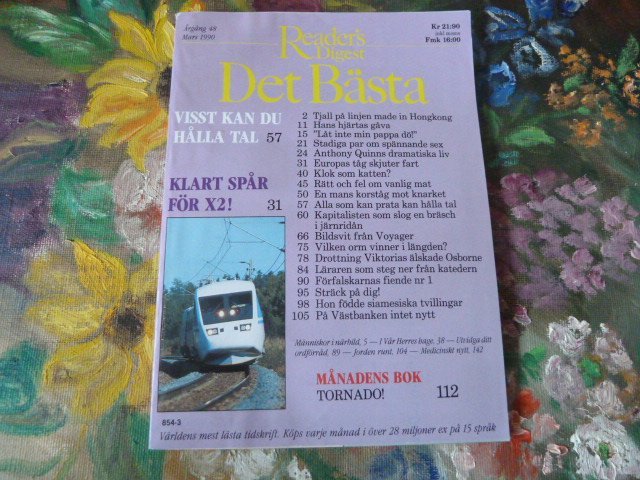 Årgång 48
Mars 1990
Reader's
Digest
Kr 21:90
inkl moms
Fmk 16:00
Det Bästa
VISST KAN DU
HÅLLA TAL 57
KLART SPÅR
FÖR X2! 31
2 Tjall på linjen made in Hongkong
11 Hans hjärtas gåva
15 "Låt inte min pappa dö!"
21 Stadiga par om spännande sex
24 Anthony Quinns dramatiska liv
31 Europas tåg skjuter fart
40 Klok som katten?
45 Rätt och fel om vanlig mat
50 En mans korståg mot knarket
57 Alla som kan prata kan hålla tal
60 Kapitalisten som slog en bräsch
i järnridån
66 Bildsvit från Voyager
75 Vilken orm vinner i längden?
78 Drottning Viktorias älskade Osborne
84 Läraren som steg ner från katedern
90 Förfalskarnas fiende nr 1
95 Sträck på dig!
98 Hon födde siamesiska tvillingar
105 På Västbanken intet nytt
Människor i närbild, 5 — I Vår Herres hage, 38 — Utvidga ditt
ordförråd, 89 — Jorden runt, 104 — Medicinskt nytt, 142
MÅNADENS BOK
TORNADO! 112
854-3
Världens mest lästa tidskrift. Köps varje månad i över 28 miljoner ex på 15 språk